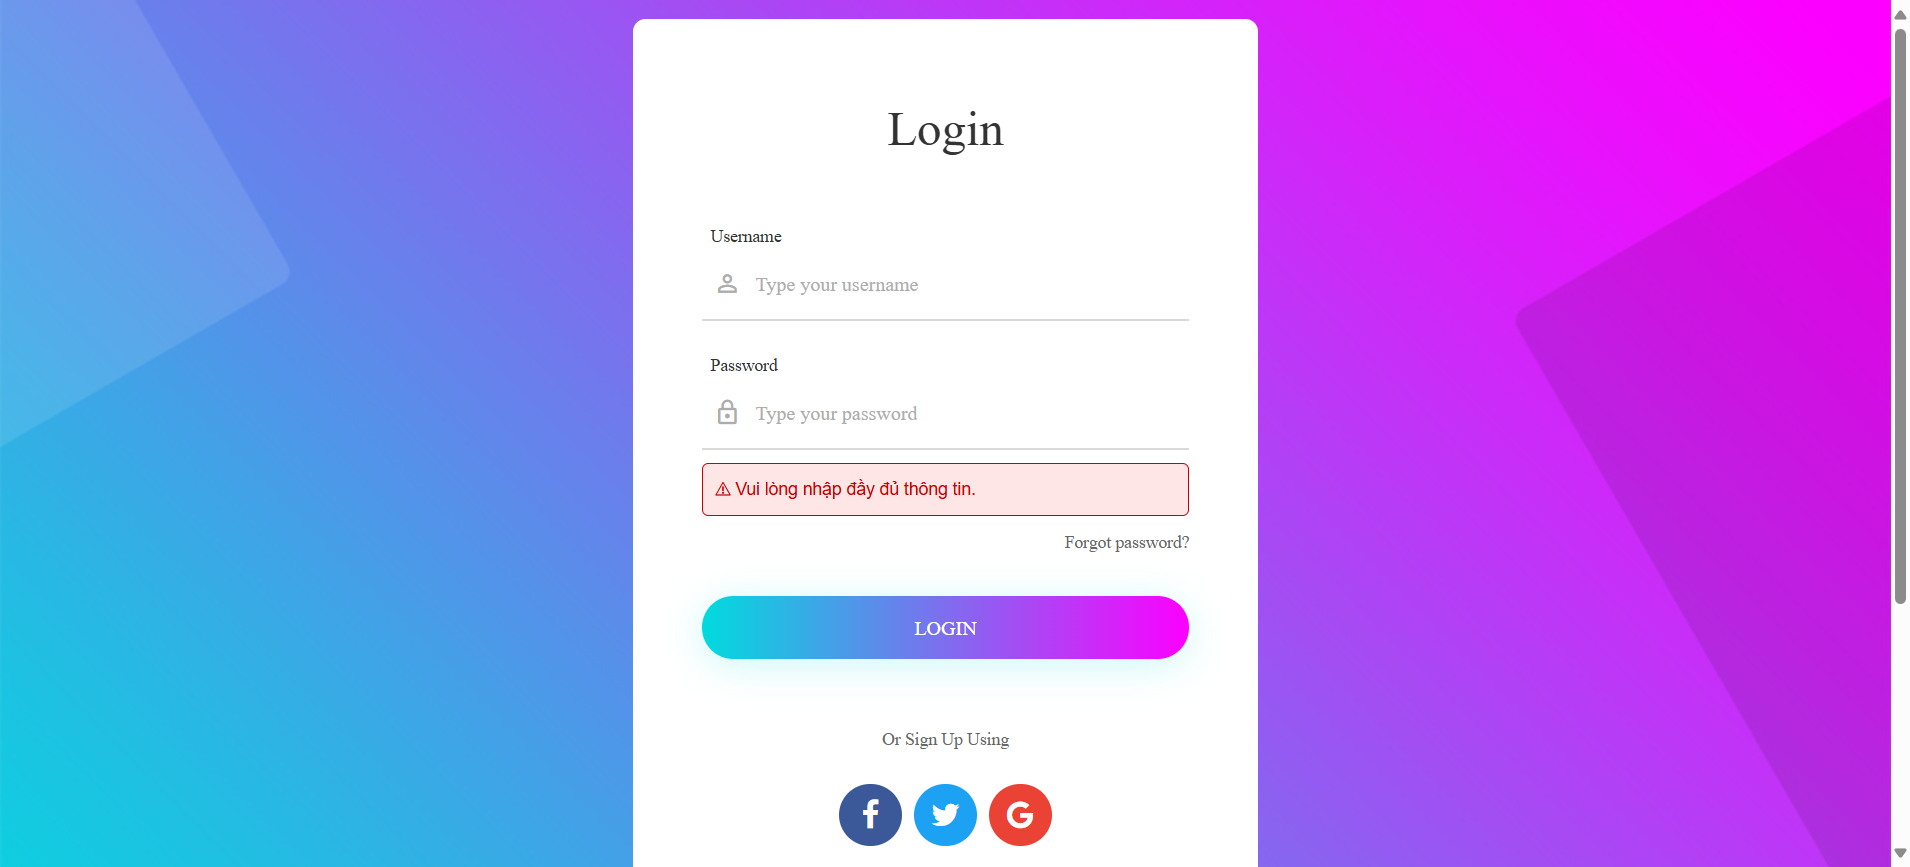 Login
Username
Type your username
Password
Type your password
⚠ Vui lòng nhập đầy đủ thông tin.
Forgot password?
LOGIN
Or Sign Up Using